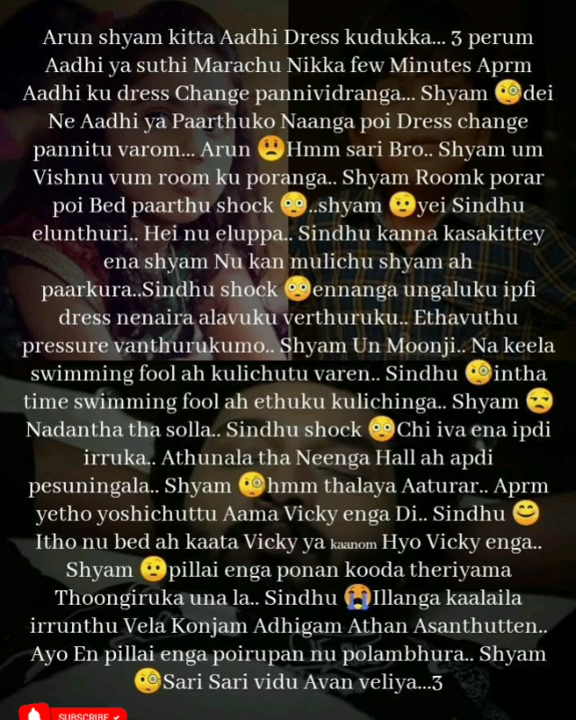 Arun shyam kitta Aadhi Dress kudukka... 3 perum
Aadhi ya suthi Marachu Nikka few Minutes Aprm
Aadhi ku dress Change pannividranga... Shyam 🧐dei
Ne Aadhi ya Paarthuko Naanga poi Dress change
pannitu varom... Arun 😟Hmm sari Bro.. Shyam um
Vishnu vum room ku poranga.. Shyam Roomk porar
poi Bed paarthu shock 😳..shyam 🤨yei Sindhu
elunthuri.. Hei nu eluppa.. Sindhu kanna kasakittey
ena shyam Nu kan mulichu shyam ah
paarkura..Sindhu shock 😳ennanga ungaluku ipfi
dress nenaira alavuku verthuruku.. Ethavuthu
pressure vanthurukumo.. Shyam Un Moonji.. Na keela
swimming fool ah kulichutu varen.. Sindhu 🧐intha
time swimming fool ah ethuku kulichinga.. Shyam 😒
Nadantha tha solla.. Sindhu shock 😳Chi iva ena ipdi
irruka.. Athunala tha Neenga Hall ah apdi
pesuningala.. Shyam 🧐hmm thalaya Aaturar.. Aprm
yetho yoshichuttu Aama Vicky enga Di.. Sindhu 😊
Itho nu bed ah kaata Vicky ya kaanom Hyo Vicky enga..
Shyam 🤨pillai enga ponan kooda theriyama
Thoongiruka una la.. Sindhu 😭Illanga kaalaila
irrunthu Vela Konjam Adhigam Athan Asanthutten..
Ayo En pillai enga poirupan nu polambhura.. Shyam
🧐Sari Sari vidu Avan veliya...3
SUBSCRIBE